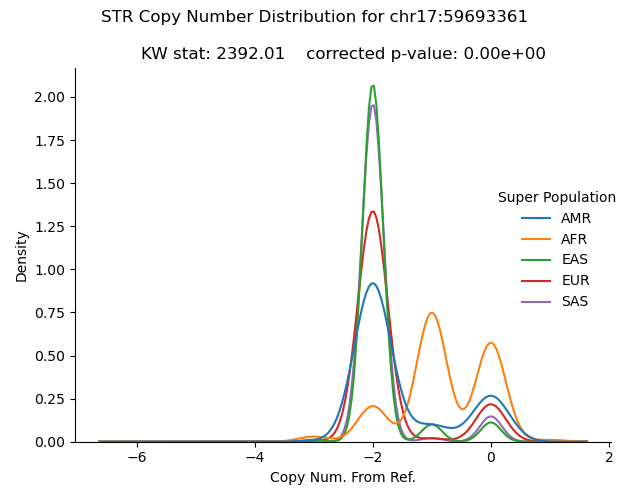 STR Copy Number Distribution for chr17:59693361
KW stat: 2392.01    corrected p-value: 0.00e+00
2.00
1.75
1.50
1.25
1.00
0.75
0.50
0.25
0.00
Density
Super Population
AMR
AFR
EAS
EUR
SAS
−6 −4 −2 0 2
Copy Num. From Ref.